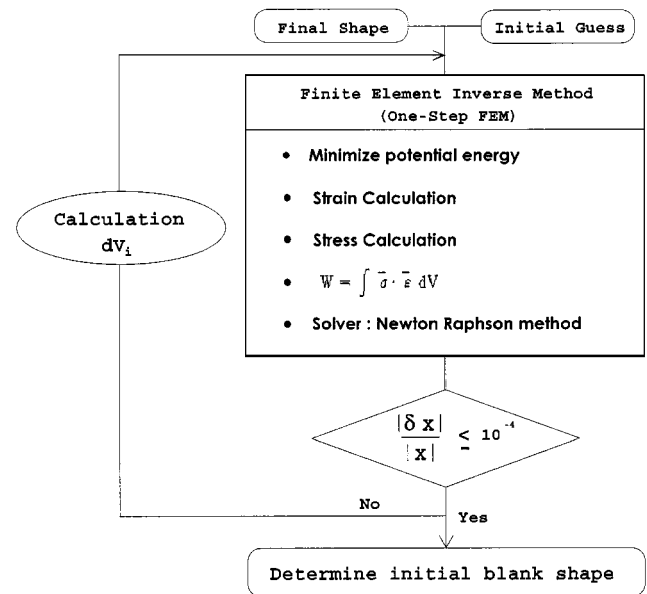 Final Shape
Initial Guess
Finite Element Inverse Method
(One-Step FEM)
• Minimize potential energy
• Strain Calculation
• Stress Calculation
• W = ∫ σ̄ · ε̄ dV
• Solver : Newton Raphson method
Calculation
dVᵢ
|δ x|
|x|
≤ 10⁻⁴
No
Yes
Determine initial blank shape